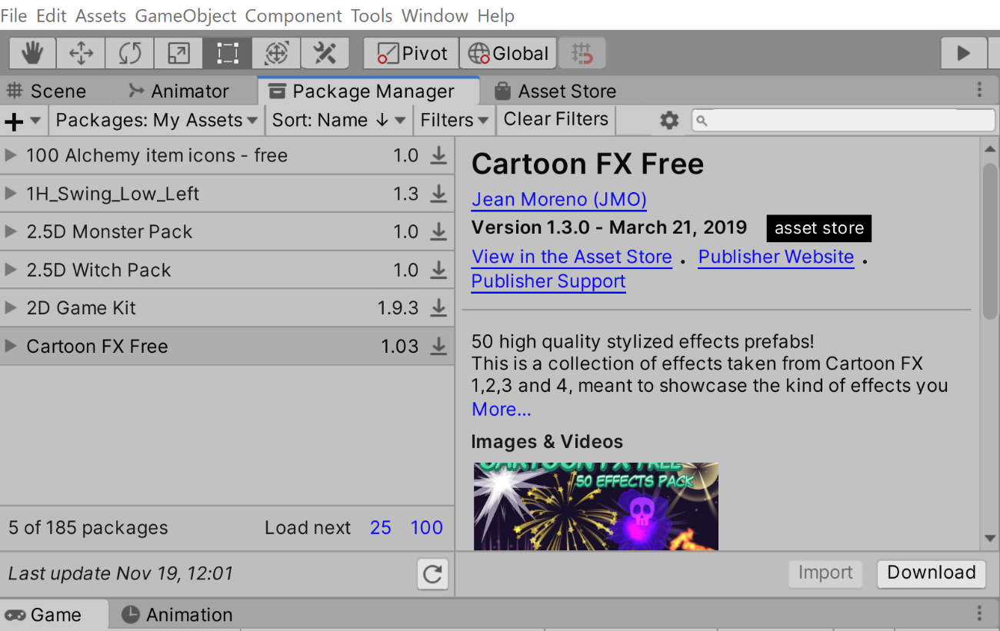 File Edit Assets GameObject Component Tools Window Help
Pivot Global
Scene Animator Package Manager Asset Store
Packages: My Assets Sort: Name ↓ Filters Clear Filters
100 Alchemy item icons - free 1.0
1H_Swing_Low_Left 1.3
2.5D Monster Pack 1.0
2.5D Witch Pack 1.0
2D Game Kit 1.9.3
Cartoon FX Free 1.03
5 of 185 packages Load next 25 100
Last update Nov 19, 12:01
Cartoon FX Free
Jean Moreno (JMO)
Version 1.3.0 - March 21, 2019 asset store
View in the Asset Store . Publisher Website .
Publisher Support
50 high quality stylized effects prefabs!
This is a collection of effects taken from Cartoon FX
1,2,3 and 4, meant to showcase the kind of effects you
More...
Images & Videos
CARTOON FX FREE
50 EFFECTS PACK
Import Download
Game Animation